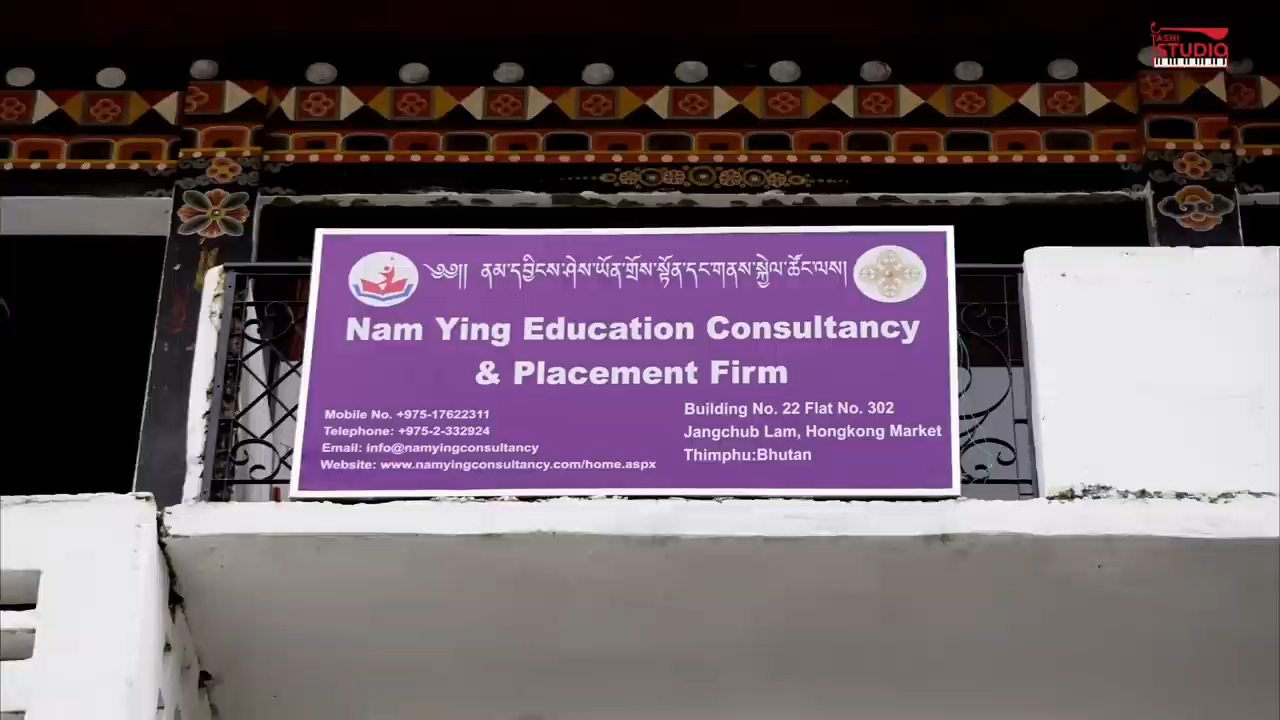 TASHI
STUDIO
༄༅།། ནམ་དབྱིངས་ཤེས་ཡོན་གྲོས་སྟོན་དང་གནས་སྐྱེལ་ཚོང་ལས།
Nam Ying Education Consultancy
& Placement Firm
Mobile No. +975-17622311
Telephone: +975-2-332924
Email: info@namyingconsultancy
Website: www.namyingconsultancy.com/home.aspx
Building No. 22 Flat No. 302
Jangchub Lam, Hongkong Market
Thimphu:Bhutan